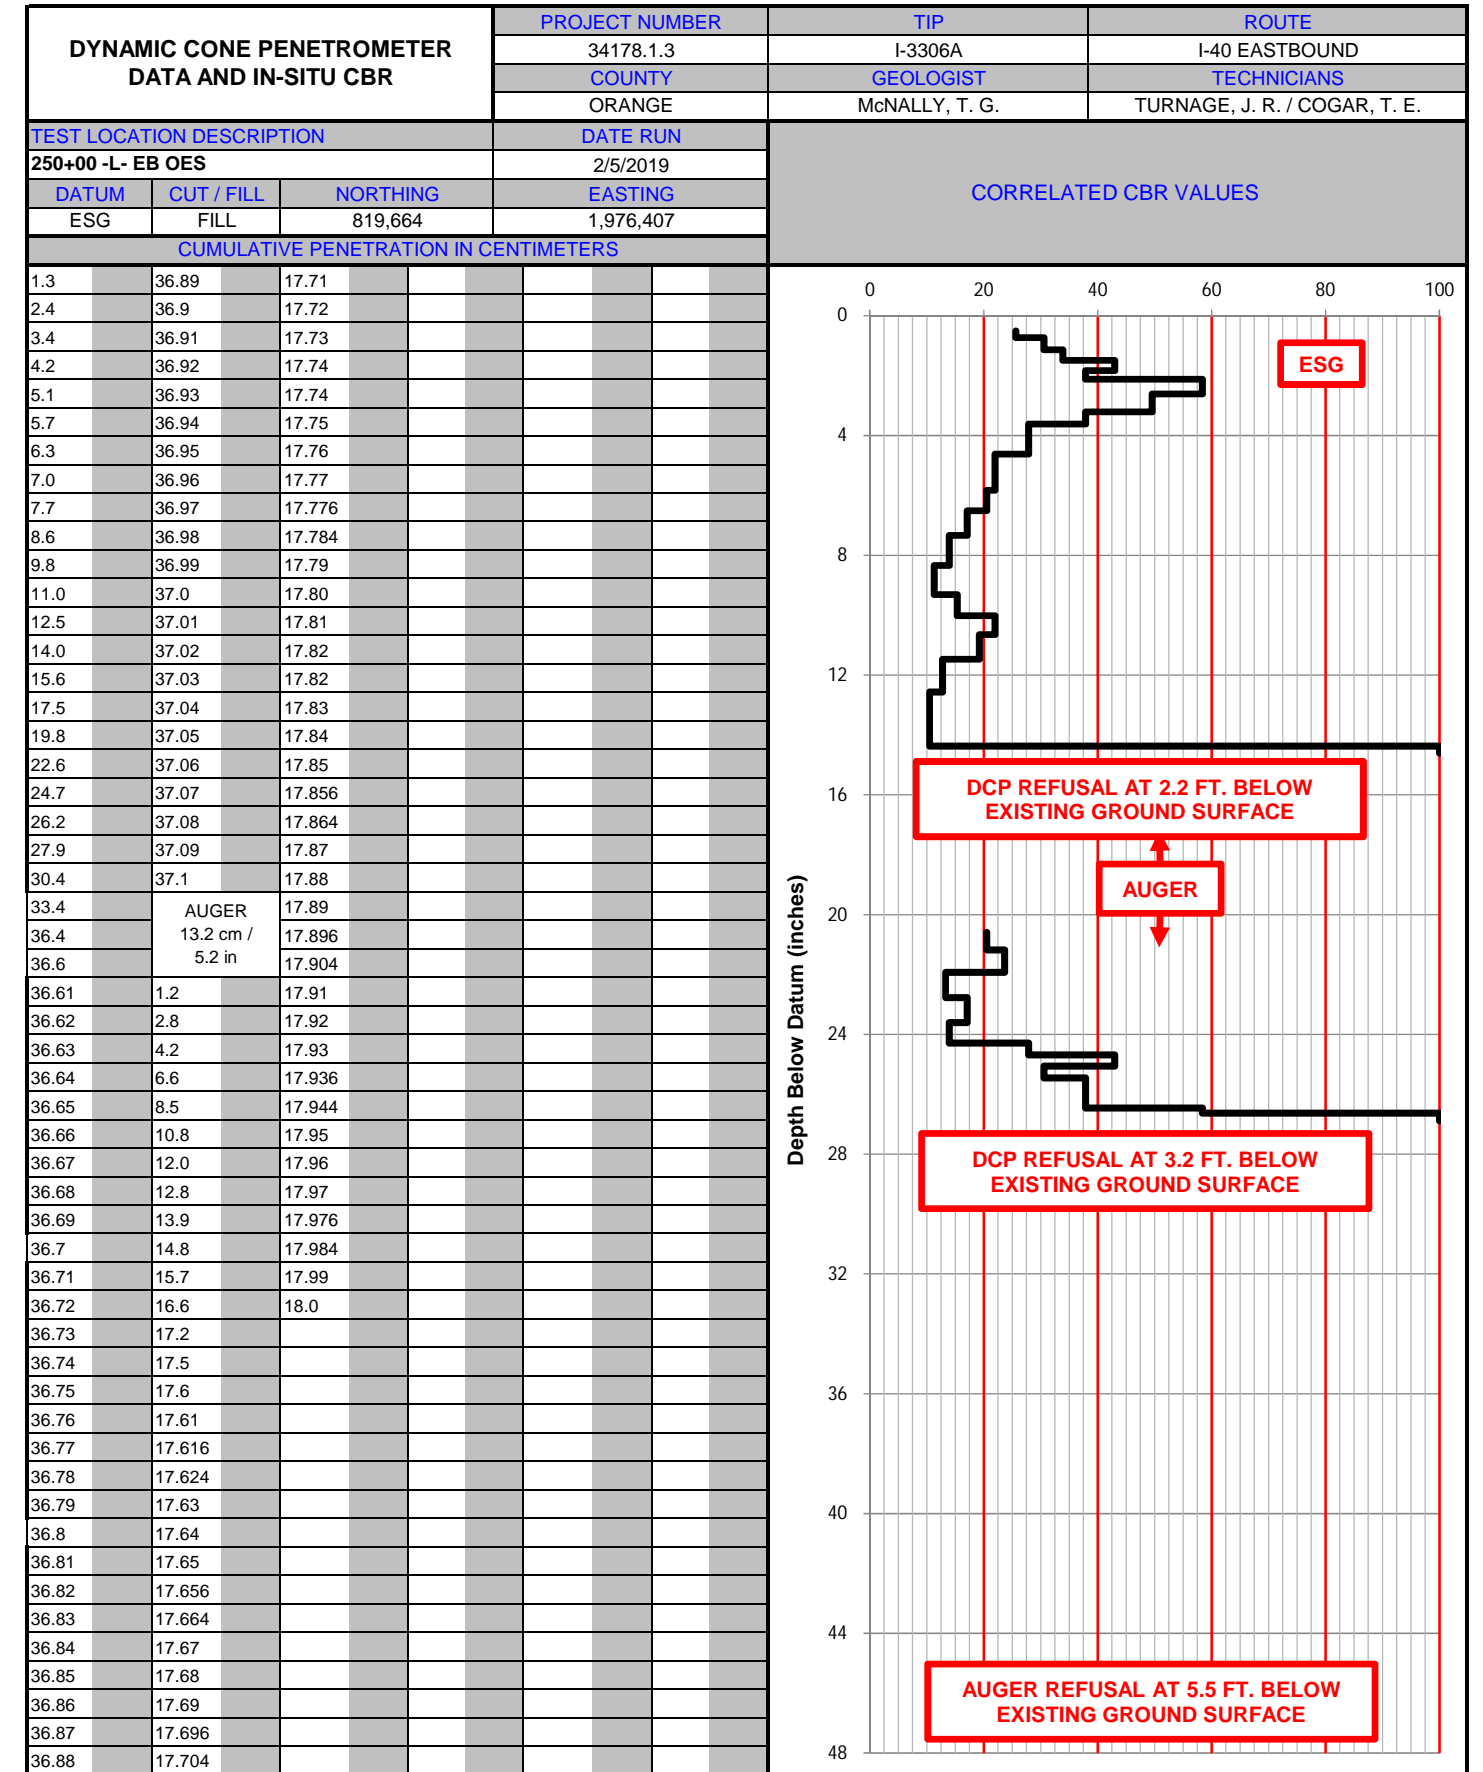 DYNAMIC CONE PENETROMETER
DATA AND IN-SITU CBR
PROJECT NUMBER TIP ROUTE
34178.1.3 I-3306A I-40 EASTBOUND
COUNTY GEOLOGIST TECHNICIANS
ORANGE McNALLY, T. G. TURNAGE, J. R. / COGAR, T. E.
TEST LOCATION DESCRIPTION DATE RUN
250+00 -L- EB OES 2/5/2019
DATUM CUT / FILL NORTHING EASTING
ESG FILL 819,664 1,976,407
CUMULATIVE PENETRATION IN CENTIMETERS
1.3 36.89 17.71
2.4 36.9 17.72
3.4 36.91 17.73
4.2 36.92 17.74
5.1 36.93 17.74
5.7 36.94 17.75
6.3 36.95 17.76
7.0 36.96 17.77
7.7 36.97 17.776
8.6 36.98 17.784
9.8 36.99 17.79
11.0 37.0 17.80
12.5 37.01 17.81
14.0 37.02 17.82
15.6 37.03 17.82
17.5 37.04 17.83
19.8 37.05 17.84
22.6 37.06 17.85
24.7 37.07 17.856
26.2 37.08 17.864
27.9 37.09 17.87
30.4 37.1 17.88
33.4 AUGER 17.89
36.4 13.2 cm / 17.896
36.6 5.2 in 17.904
36.61 1.2 17.91
36.62 2.8 17.92
36.63 4.2 17.93
36.64 6.6 17.936
36.65 8.5 17.944
36.66 10.8 17.95
36.67 12.0 17.96
36.68 12.8 17.97
36.69 13.9 17.976
36.7 14.8 17.984
36.71 15.7 17.99
36.72 16.6 18.0
36.73 17.2
36.74 17.5
36.75 17.6
36.76 17.61
36.77 17.616
36.78 17.624
36.79 17.63
36.8 17.64
36.81 17.65
36.82 17.656
36.83 17.664
36.84 17.67
36.85 17.68
36.86 17.69
36.87 17.696
36.88 17.704
CORRELATED CBR VALUES
0 20 40 60 80 100
0
ESG
4
8
12
16
DCP REFUSAL AT 2.2 FT. BELOW
EXISTING GROUND SURFACE
AUGER
20
24
28
DCP REFUSAL AT 3.2 FT. BELOW
EXISTING GROUND SURFACE
32
36
40
44
AUGER REFUSAL AT 5.5 FT. BELOW
EXISTING GROUND SURFACE
48
Depth Below Datum (inches)